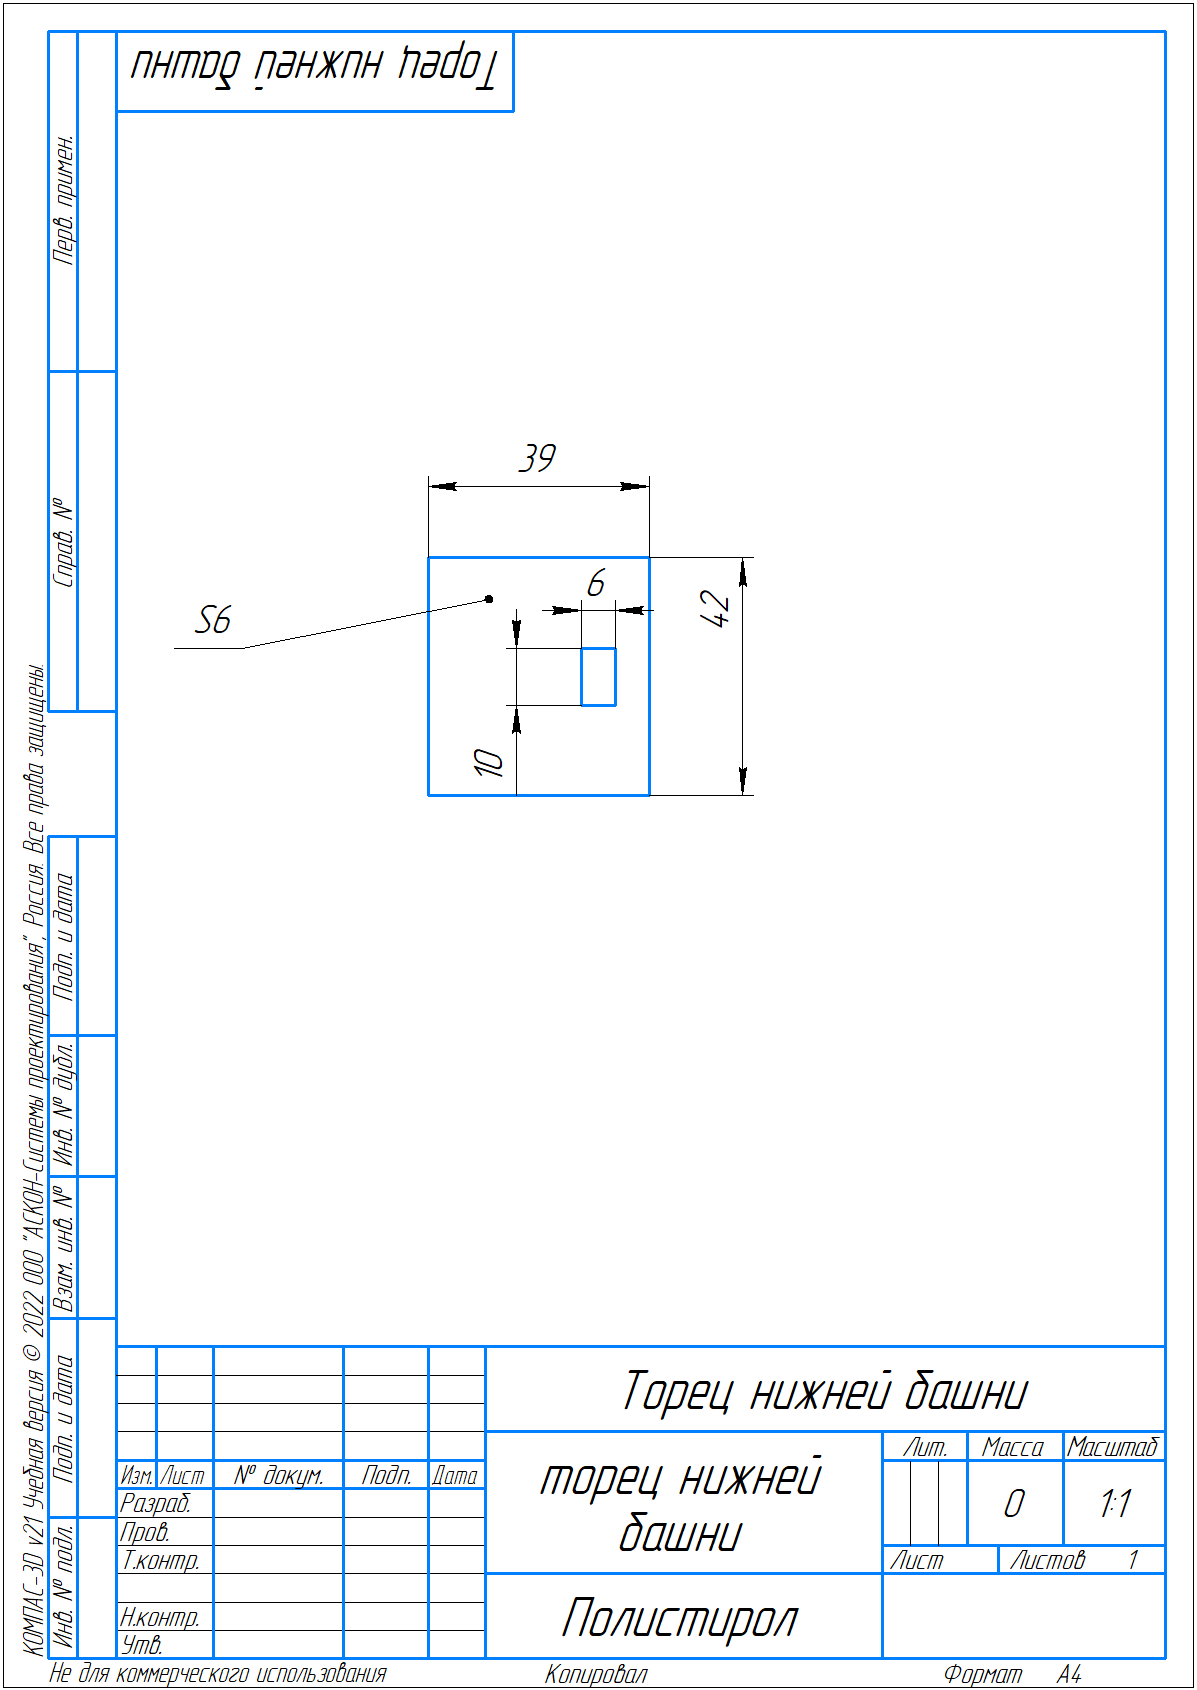 Торец нижней башни
Перв. примен.
Справ. №
39
6
S6
42
10
Подп. и дата
Инв. № дубл.
Взам. инв. №
Подп. и дата
Инв. № подл.
КОМПАС-3D v21 Учебная версия © 2022 ООО "АСКОН-Системы проектирования", Россия. Все права защищены.
Торец нижней башни
Изм. Лист № докум. Подп. Дата
Разраб.
Пров.
Т.контр.
Н.контр.
Утв.
торец нижней
башни
Лит. Масса Масштаб
0 1:1
Лист Листов 1
Полистирол
Не для коммерческого использования Копировал Формат A4